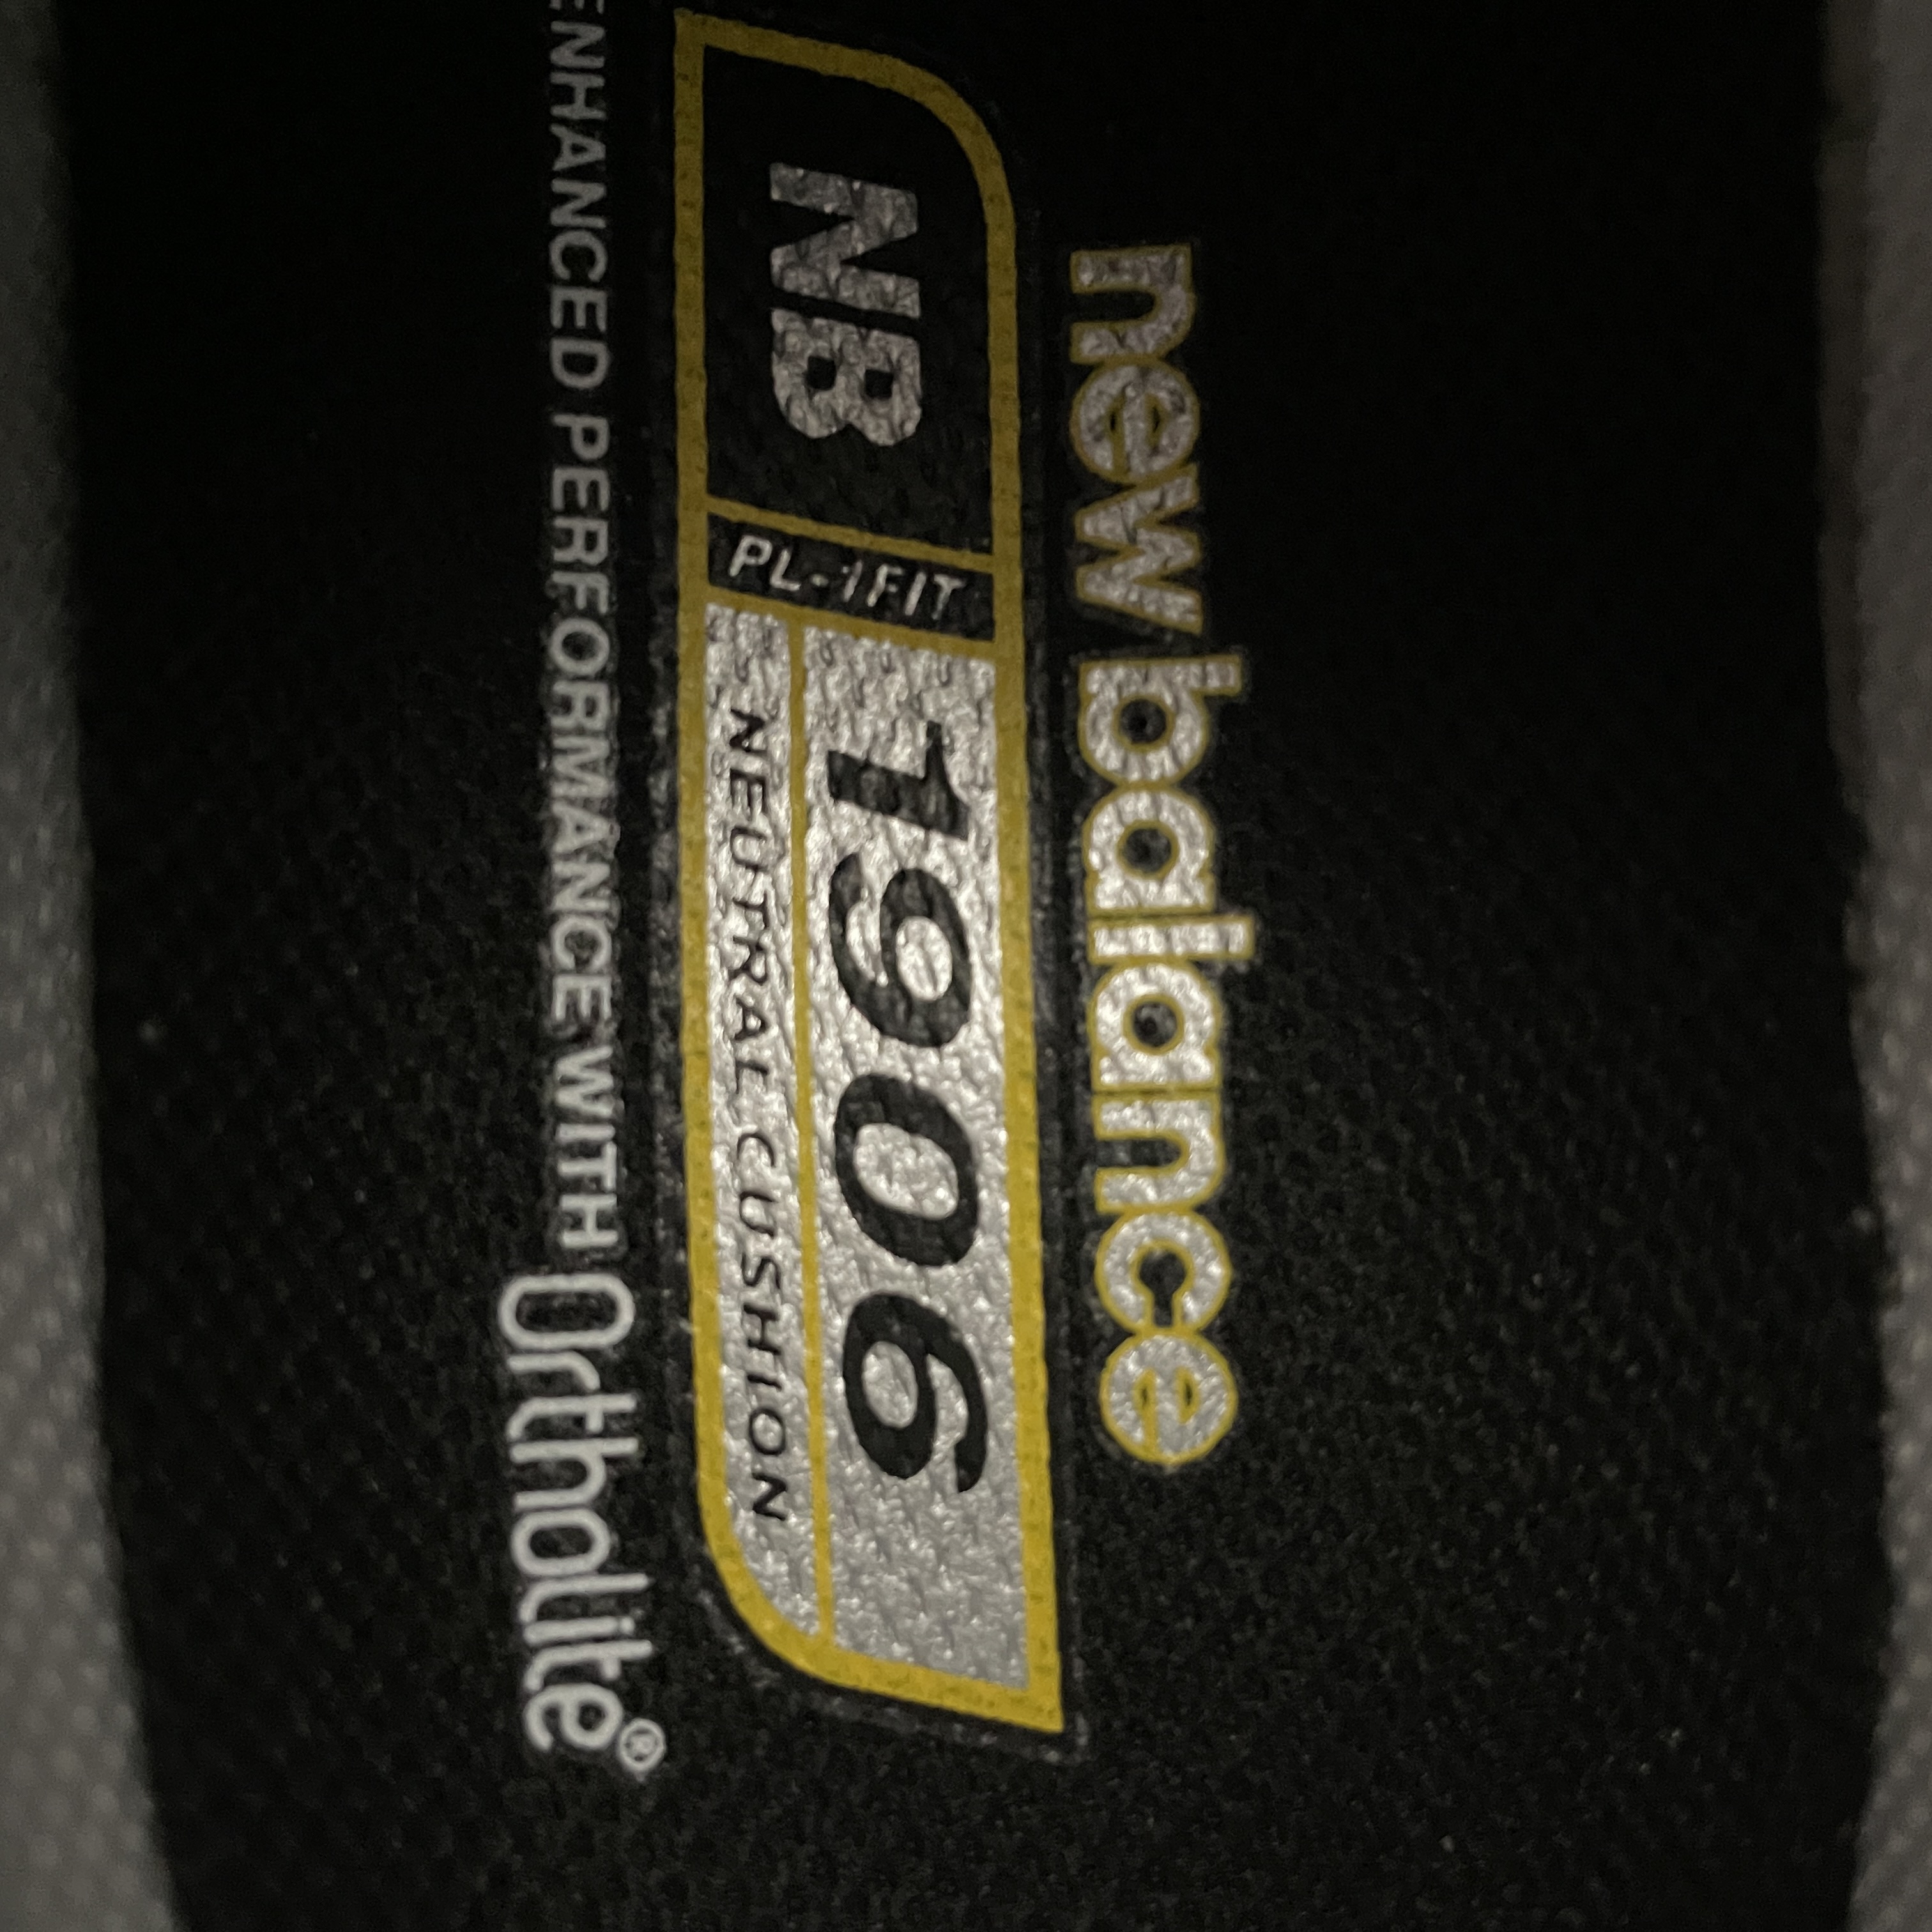 new balance
NB
PL-1FIT
1906
NEUTRAL CUSHION
ENHANCED PERFORMANCE WITH Ortholite®